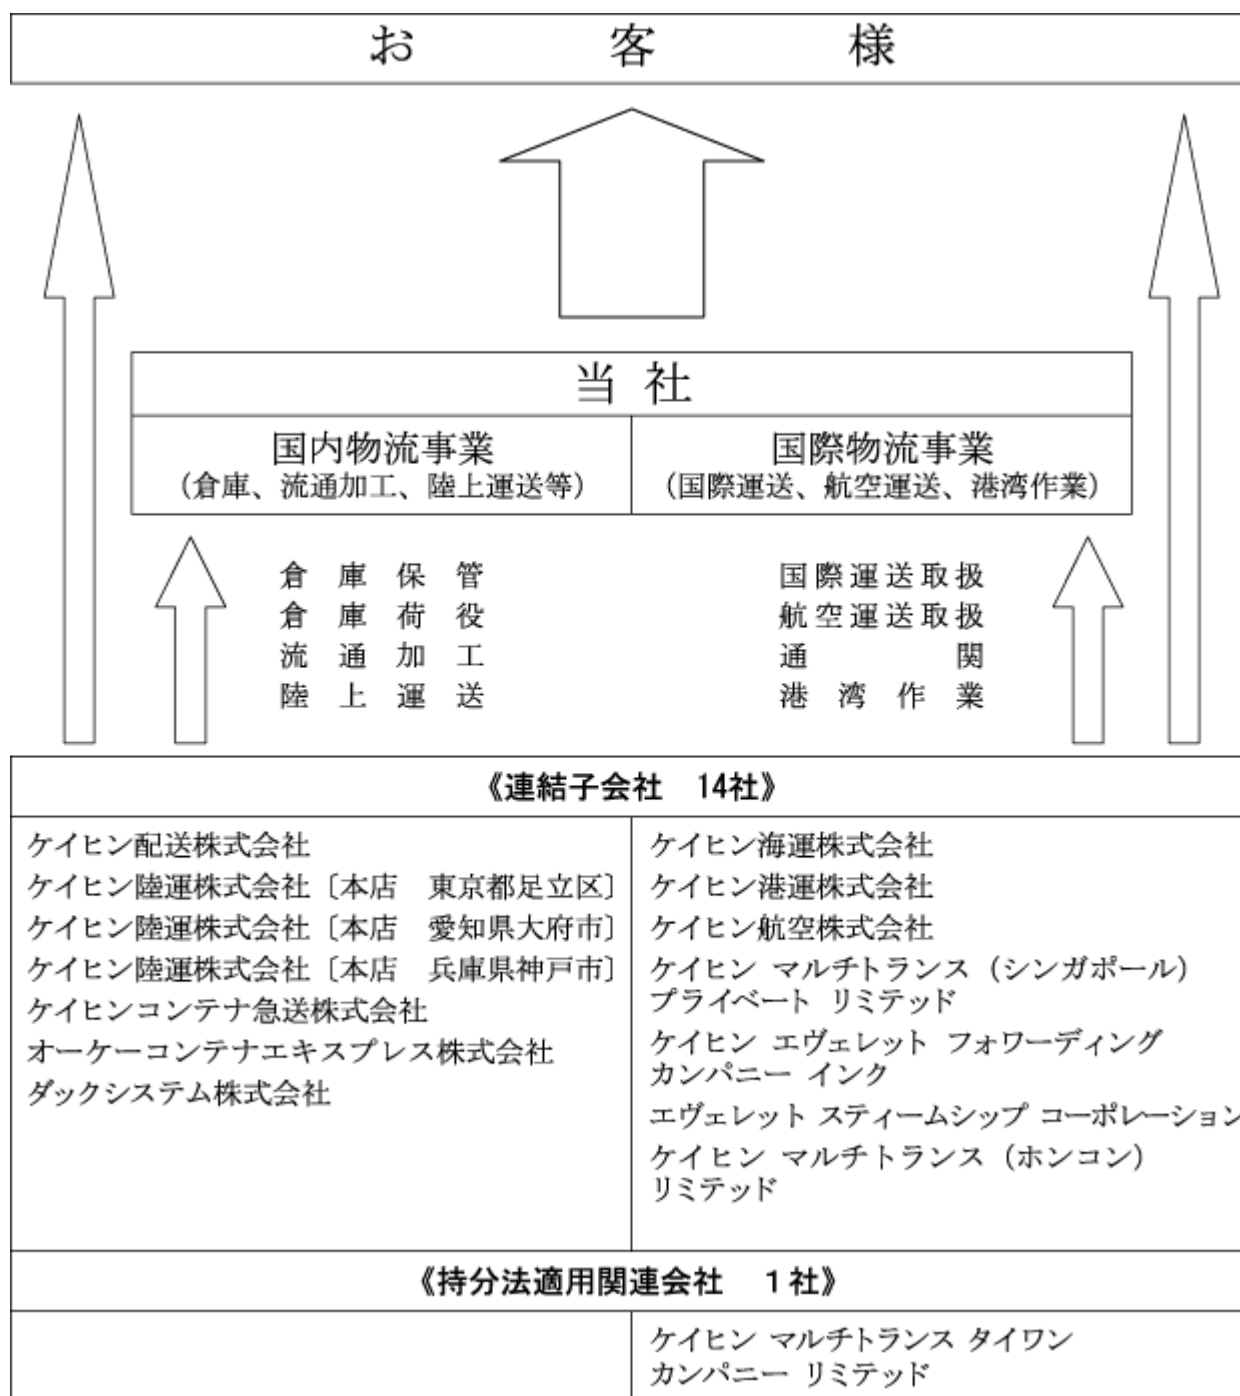 お客様
当社
国内物流事業
（倉庫、流通加工、陸上運送等）
国際物流事業
（国際運送、航空運送、港湾作業）
倉庫保管
倉庫荷役
流通加工
陸上運送
国際運送取扱
航空運送取扱
通関
港湾作業
《連結子会社　14社》
ケイヒン配送株式会社
ケイヒン陸運株式会社〔本店　東京都足立区〕
ケイヒン陸運株式会社〔本店　愛知県大府市〕
ケイヒン陸運株式会社〔本店　兵庫県神戸市〕
ケイヒンコンテナ急送株式会社
オーケーコンテナエキスプレス株式会社
ダックシステム株式会社
ケイヒン海運株式会社
ケイヒン港運株式会社
ケイヒン航空株式会社
ケイヒン マルチトランス（シンガポール）
プライベート リミテッド
ケイヒン エヴェレット フォワーディング
カンパニー インク
エヴェレット スティームシップ コーポレーション
ケイヒン マルチトランス（ホンコン）
リミテッド
《持分法適用関連会社　１社》
ケイヒン マルチトランス タイワン
カンパニー リミテッド